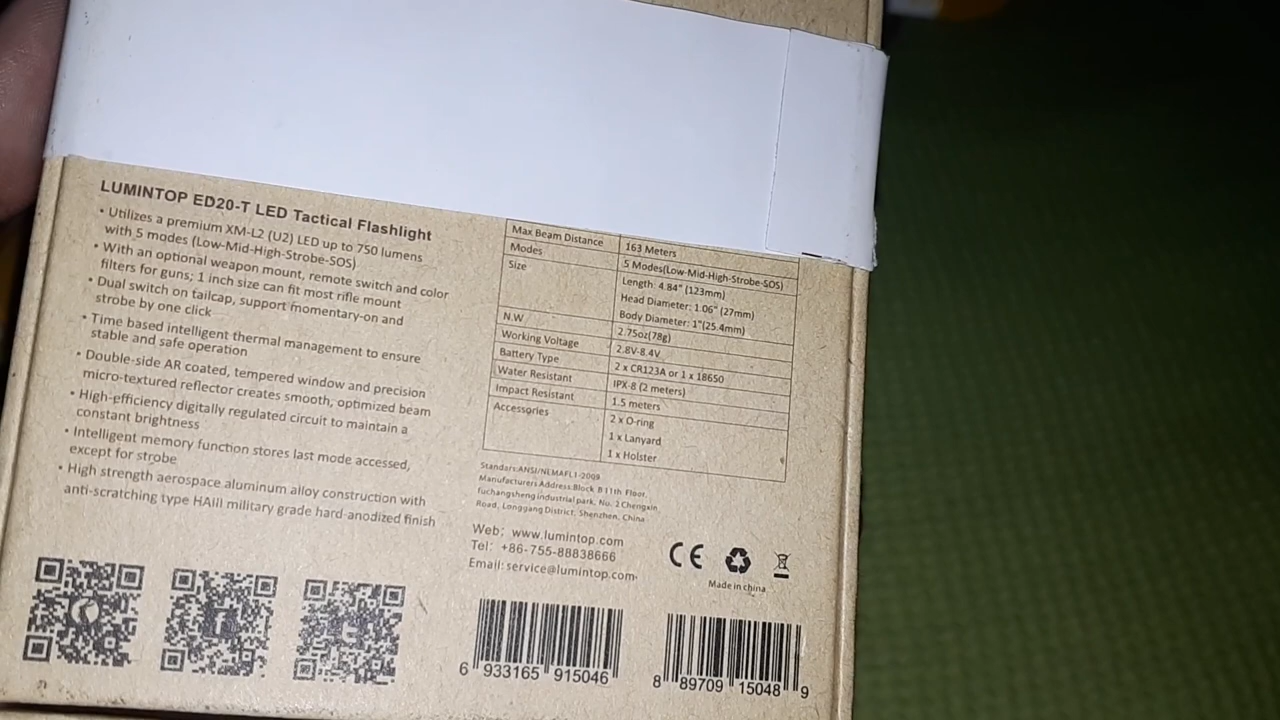 LUMINTOP ED20-T LED Tactical Flashlight
• Utilizes a premium XM-L2 (U2) LED up to 750 lumens
with 5 modes (Low-Mid-High-Strobe-SOS)
• With an optional weapon mount, remote switch and color
filters for guns; 1 inch size can fit most rifle mount
• Dual switch on tailcap, support momentary-on and
strobe by one click
• Time based intelligent thermal management to ensure
stable and safe operation
• Double-side AR coated, tempered window and precision
micro-textured reflector creates smooth, optimized beam
• High-efficiency digitally regulated circuit to maintain a
constant brightness
• Intelligent memory function stores last mode accessed,
except for strobe
• High strength aerospace aluminum alloy construction with
anti-scratching type HAIII military grade hard-anodized finish
Max Beam Distance 163 Meters
Modes 5 Modes(Low-Mid-High-Strobe-SOS)
Size Length: 4.84" (123mm)
Head Diameter: 1.06" (27mm)
Body Diameter: 1"(25.4mm)
N.W 2.75oz(78g)
Working Voltage 2.8V-8.4V
Battery Type 2 x CR123A or 1 x 18650
Water Resistant IPX-8 (2 meters)
Impact Resistant 1.5 meters
Accessories 2 x O-ring
1 x Lanyard
1 x Holster
Standars:ANSI/NEMAFL1-2009
Manufacturers Address:Block B 11th Floor,
fuchangsheng industrial park, No. 2 Chengxin
Road, Longgang District, Shenzhen, China
Web: www.lumintop.com
Tel: +86-755-88838666
Email: service@lumintop.com
CE
Made in china
6 933165 915046
8 89709 15048 9